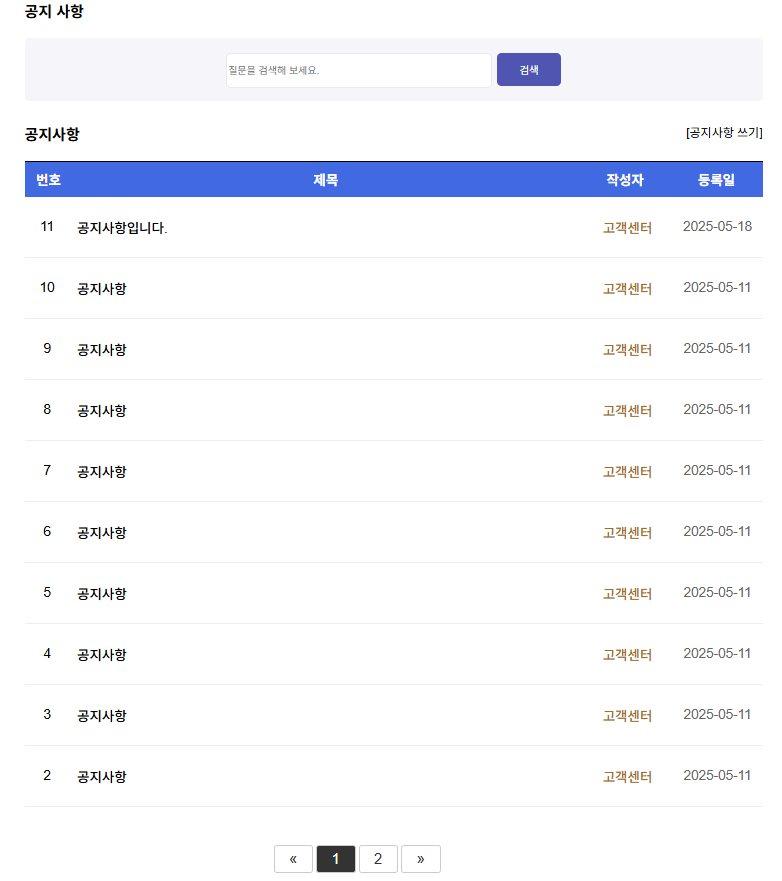 공지 사항
질문을 검색해 보세요. 검색
공지사항 [공지사항 쓰기]
번호 제목 작성자 등록일
11 공지사항입니다. 고객센터 2025-05-18
10 공지사항 고객센터 2025-05-11
9 공지사항 고객센터 2025-05-11
8 공지사항 고객센터 2025-05-11
7 공지사항 고객센터 2025-05-11
6 공지사항 고객센터 2025-05-11
5 공지사항 고객센터 2025-05-11
4 공지사항 고객센터 2025-05-11
3 공지사항 고객센터 2025-05-11
2 공지사항 고객센터 2025-05-11
« 1 2 »